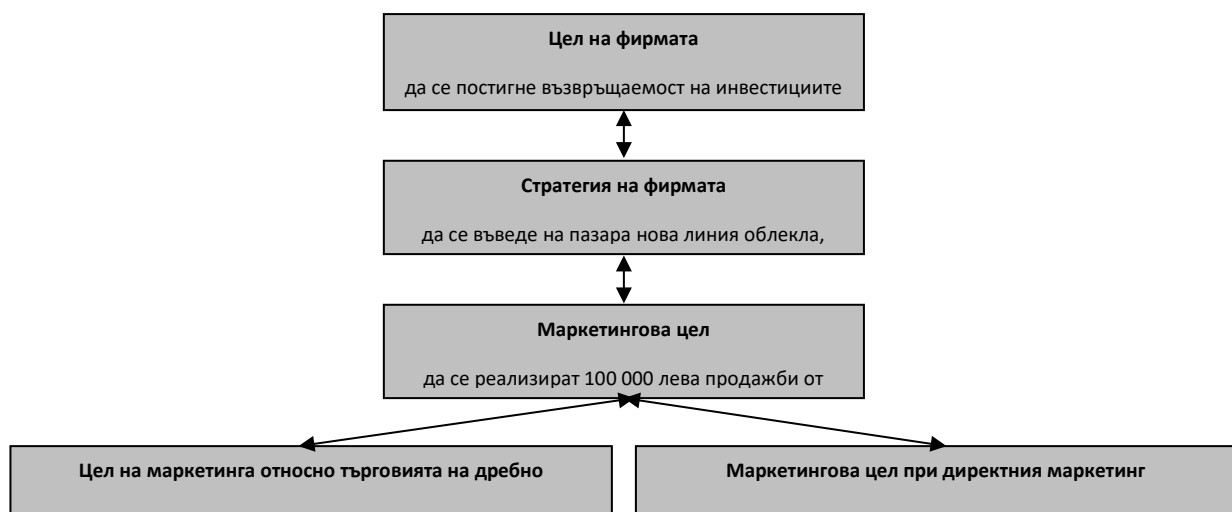 Цел на фирмата
да се постигне възвръщаемост на инвестициите
Стратегия на фирмата
да се въведе на пазара нова линия облекла,
Маркетингова цел
да се реализират 100 000 лева продажби от
Цел на маркетинга относно търговията на дребно
Маркетингова цел при директния маркетинг